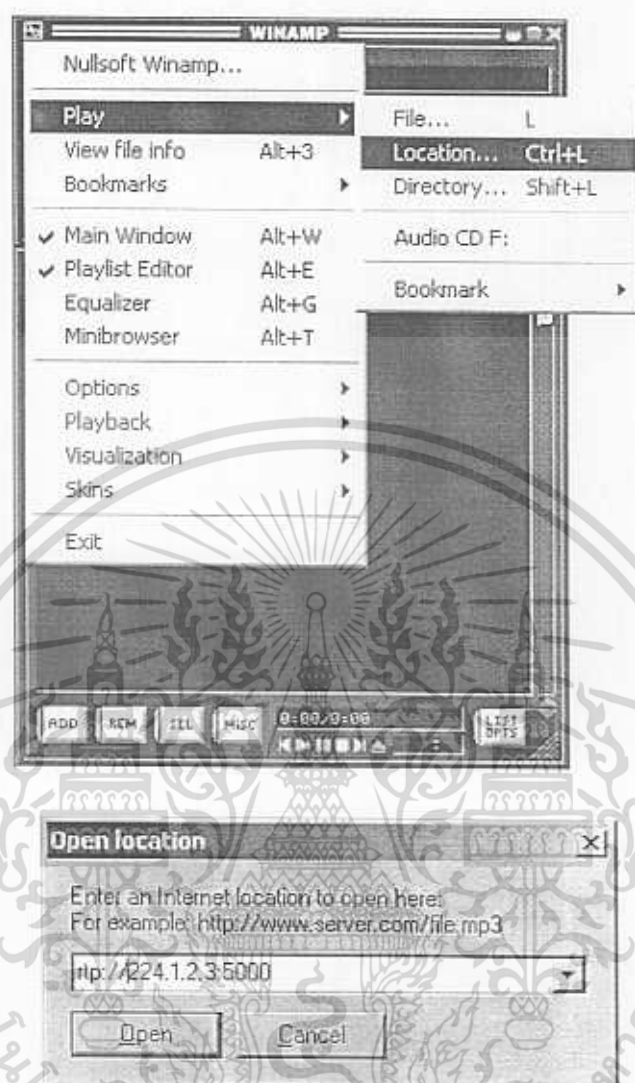 WINAMP
Nullsoft Winamp...
Play
View file info Alt+3
Bookmarks
Main Window Alt+W
Playlist Editor Alt+E
Equalizer Alt+G
Minibrowser Alt+T
Options
Playback
Visualization
Skins
Exit
File... L
Location... Ctrl+L
Directory... Shift+L
Audio CD F:
Bookmark
ADD REM SEL MISC 0:00/0:00 LIST OPTS
Open location
Enter an Internet location to open here:
For example: http://www.server.com/file.mp3
rtp://224.1.2.3:5000
Open Cancel